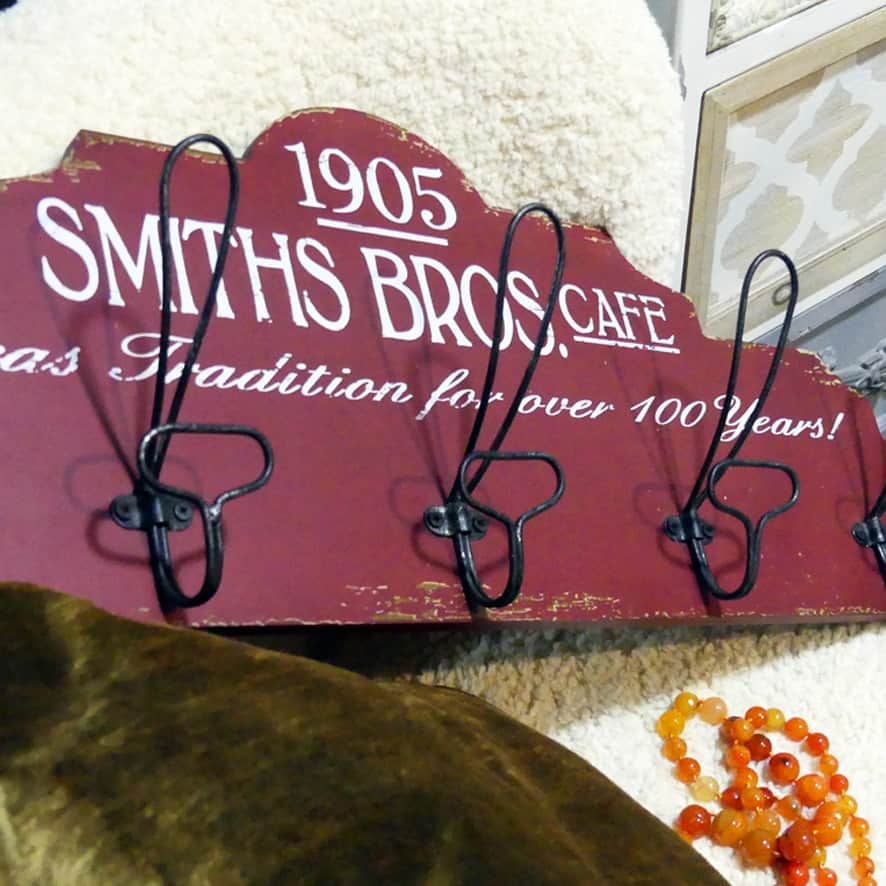 1905
SMITHS BROS. CAFE
Tradition for over 100 Years!